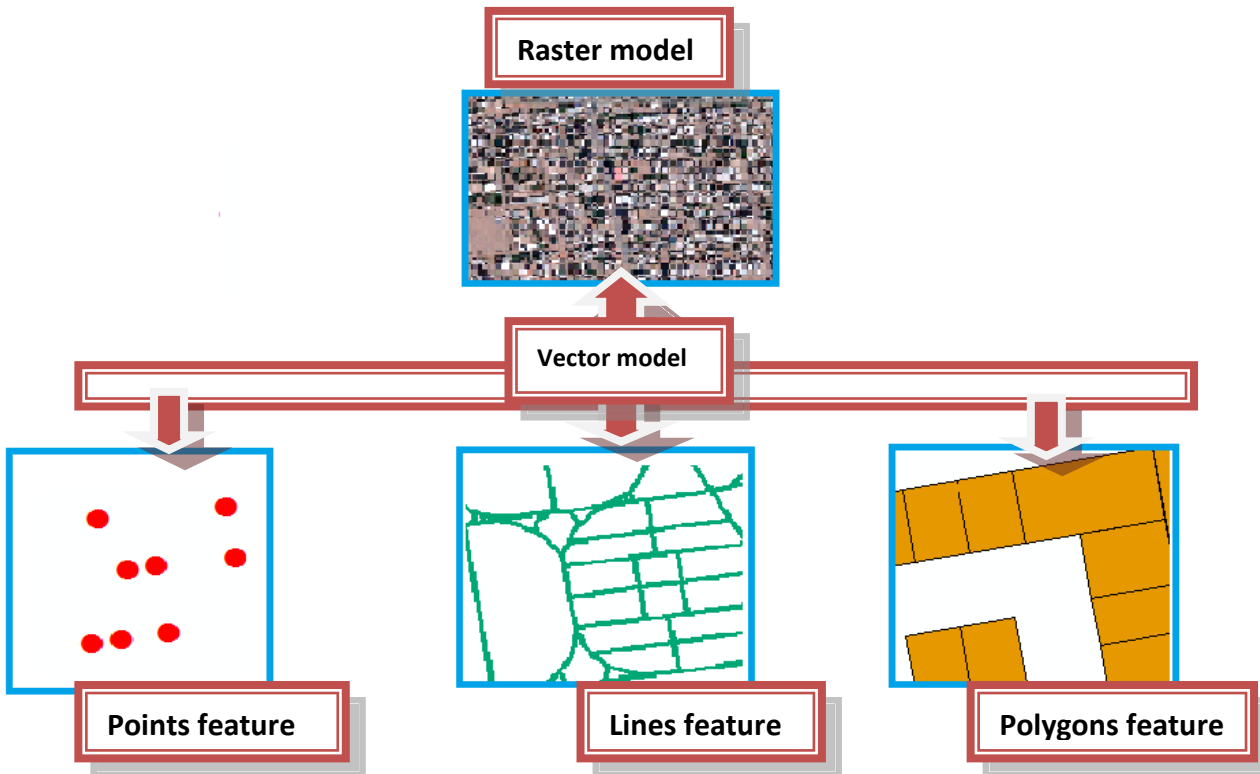 Raster model
Vector model
Points feature
Lines feature
Polygons feature